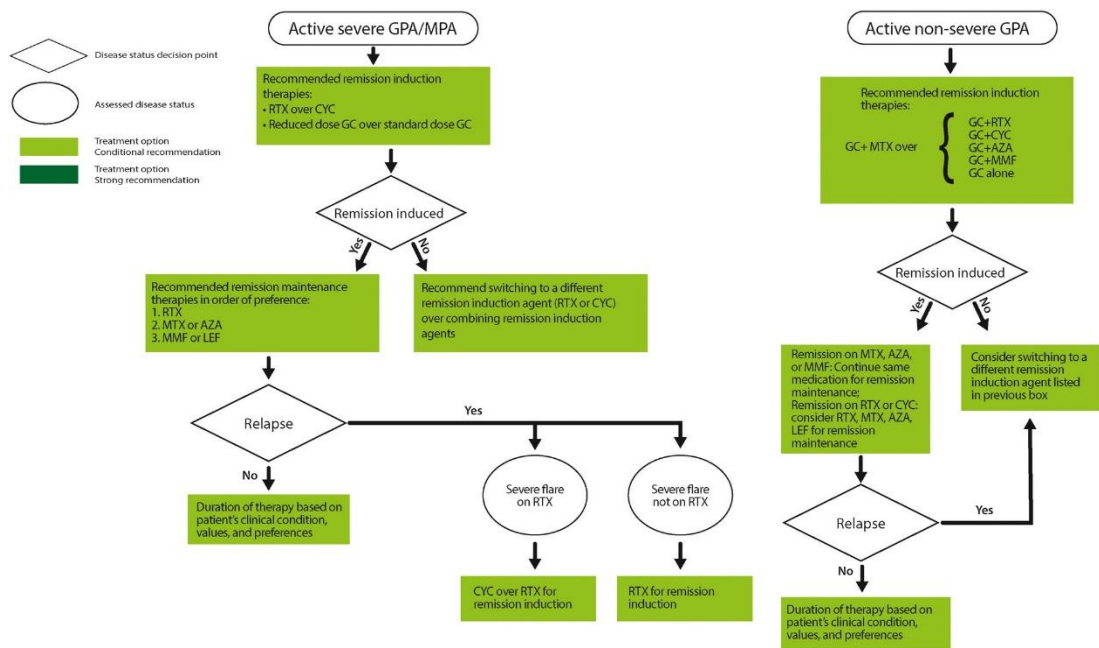 Disease status decision point
Assessed disease status
Treatment option
Conditional recommendation
Treatment option
Strong recommendation
Active severe GPA/MPA
Recommended remission induction
therapies:
• RTX over CYC
• Reduced dose GC over standard dose GC
Remission induced
Yes
No
Recommended remission maintenance
therapies in order of preference:
1. RTX
2. MTX or AZA
3. MMF or LEF
Recommend switching to a different
remission induction agent (RTX or CYC)
over combining remission induction
agents
Relapse
Yes
No
Duration of therapy based on
patient's clinical condition,
values, and preferences
Severe flare
on RTX
Severe flare
not on RTX
CYC over RTX for
remission induction
RTX for remission
induction
Active non-severe GPA
Recommended remission induction
therapies:
GC+ MTX over
GC+RTX
GC+CYC
GC+AZA
GC+MMF
GC alone
Remission induced
Yes
No
Remission on MTX, AZA,
or MMF: Continue same
medication for remission
maintenance;
Remission on RTX or CYC:
consider RTX, MTX, AZA,
LEF for remission
maintenance
Consider switching to
a different remission
induction agent listed
in previous box
Relapse
Yes
No
Duration of therapy based on
patient's clinical condition,
values, and preferences